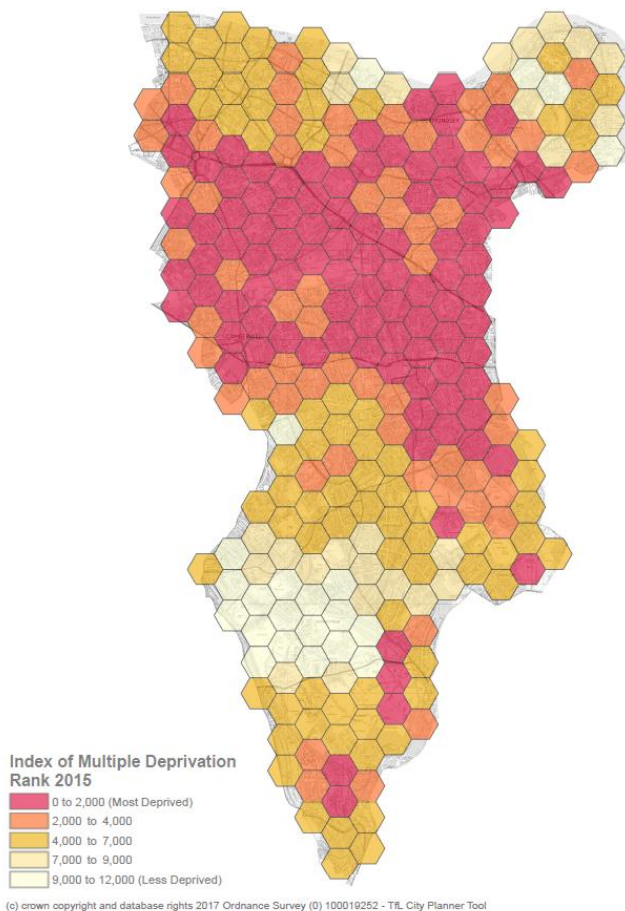 Index of Multiple Deprivation
Rank 2015
0 to 2,000 (Most Deprived)
2,000 to 4,000
4,000 to 7,000
7,000 to 9,000
9,000 to 12,000 (Less Deprived)
(c) crown copyright and database rights 2017 Ordnance Survey (0) 100019252 - TfL City Planner Tool